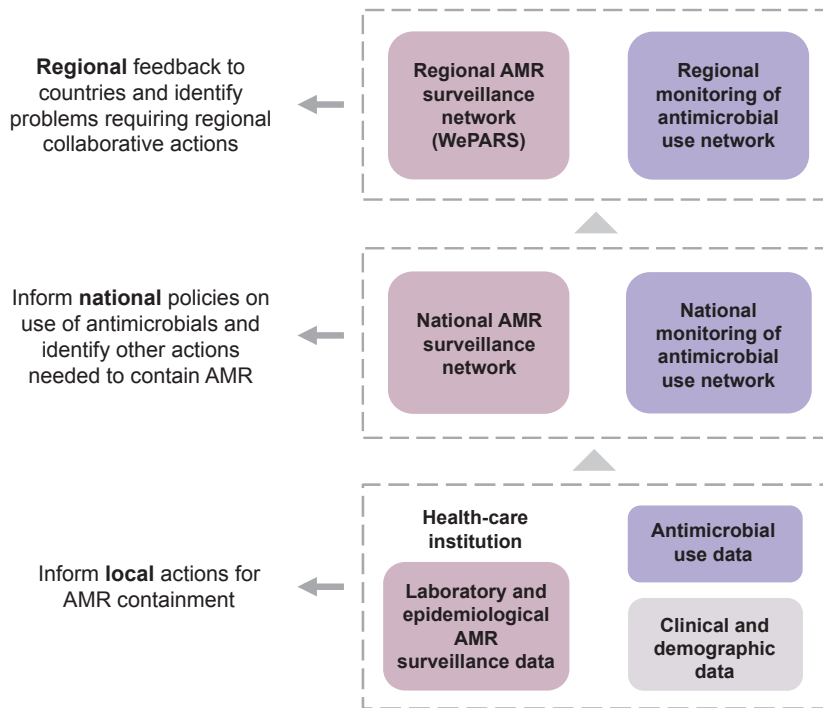 Regional feedback to
countries and identify
problems requiring regional
collaborative actions
Regional AMR
surveillance
network
(WePARS)
Regional
monitoring of
antimicrobial
use network
Inform national policies on
use of antimicrobials and
identify other actions
needed to contain AMR
National AMR
surveillance
network
National
monitoring of
antimicrobial
use network
Inform local actions for
AMR containment
Health-care
institution
Laboratory and
epidemiological
AMR
surveillance data
Antimicrobial
use data
Clinical and
demographic
data